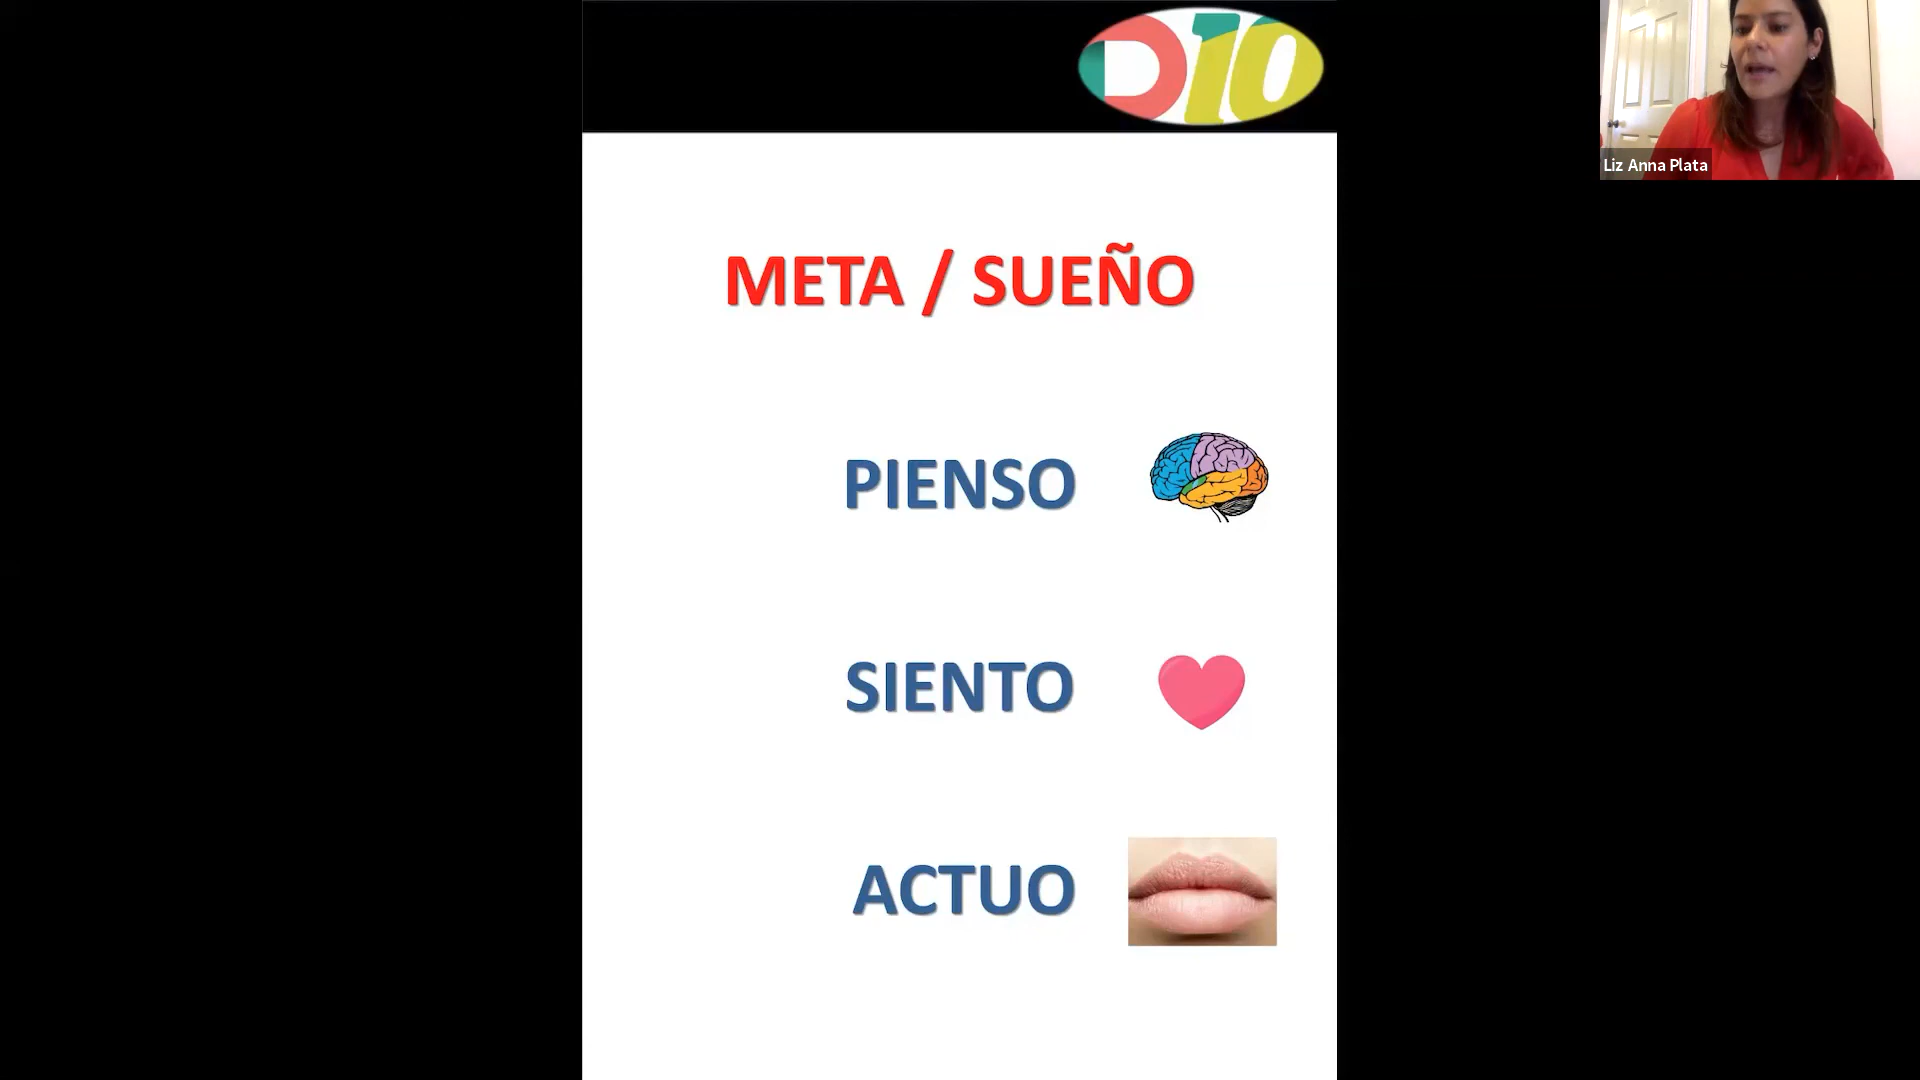 D10
Liz Anna Plata
META / SUEÑO
PIENSO
SIENTO
ACTUO